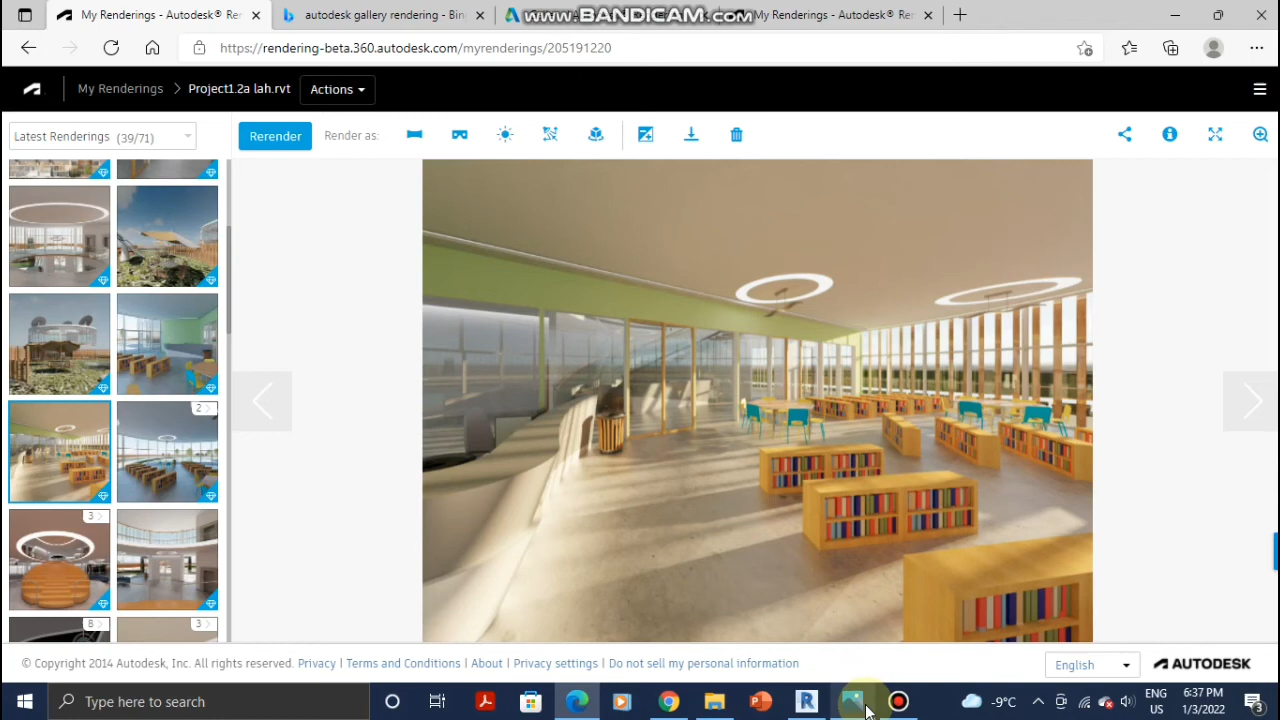 My Renderings - Autodesk® Rer
autodesk gallery rendering - Bin
www.BANDICAM.com
My Renderings - Autodesk® Rer
https://rendering-beta.360.autodesk.com/myrenderings/205191220
My Renderings
Project1.2a lah.rvt
Actions
Latest Renderings (39/71)
Rerender
Render as:
2
3
8
3
© Copyright 2014 Autodesk, Inc. All rights reserved. Privacy | Terms and Conditions | About | Privacy settings | Do not sell my personal information
English
AUTODESK
Type here to search
-9°C
ENG
US
6:37 PM
1/3/2022
3